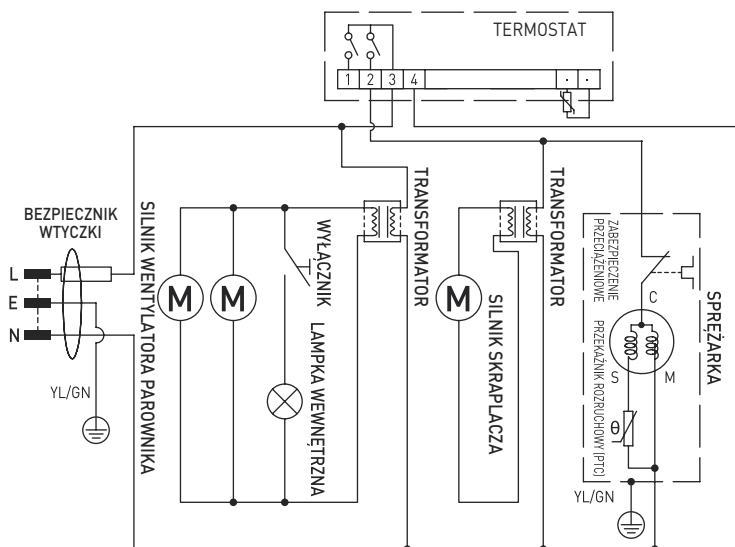 TERMOSTAT
1 2 3 4
BEZPIECZNIK
WTYCZKI
L
E
N
YL/GN
SILNIK WENTYLATORA PAROWNIKA
M
M
WYŁĄCZNIK
LAMPKA WEWNĘTRZNA
TRANSFORMATOR
M
SILNIK SKRAPLACZA
TRANSFORMATOR
ZABEZPIECZENIE
PRZECIĄŻENIOWE
C
S
M
PRZEKAŹNIK ROZRUCHOWY (PTC)
θ
SPRĘŻARKA
YL/GN